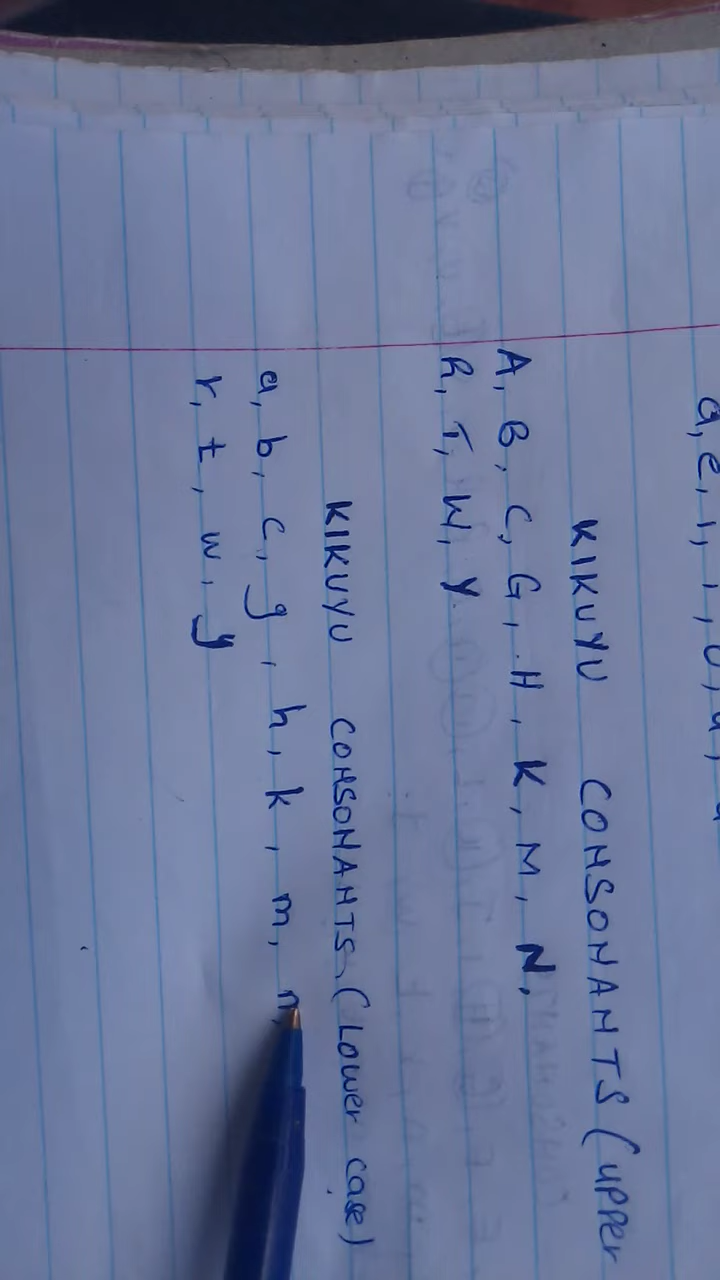 a, e, i, i, o, u,
KIKUYU CONSONANTS (upper
A, B, C, G, H, K, M, N,
R, T, W, Y.
KIKUYU CONSONANTS (Lower case)
a, b, c, g, h, k, m, n,
r, t, w, y